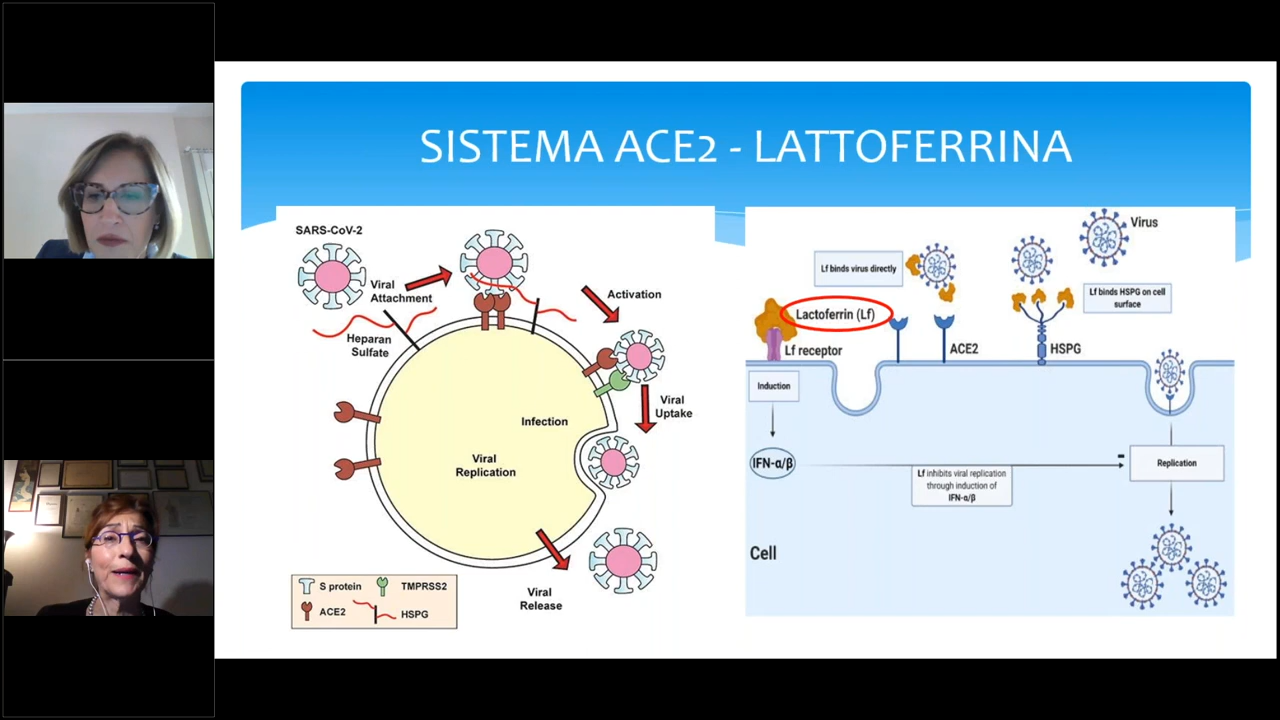 SISTEMA ACE2 - LATTOFERRINA
SARS-CoV-2
Viral
Attachment
Heparan
Sulfate
Activation
Viral
Uptake
Infection
Viral
Replication
Viral
Release
S protein
TMPRSS2
ACE2
HSPG
Virus
Lf binds virus directly
Lf binds HSPG on cell
surface
Lactoferrin (Lf)
Lf receptor
ACE2
HSPG
Induction
IFN-α/β
Lf inhibits viral replication
through induction of
IFN-α/β
-
Replication
Cell